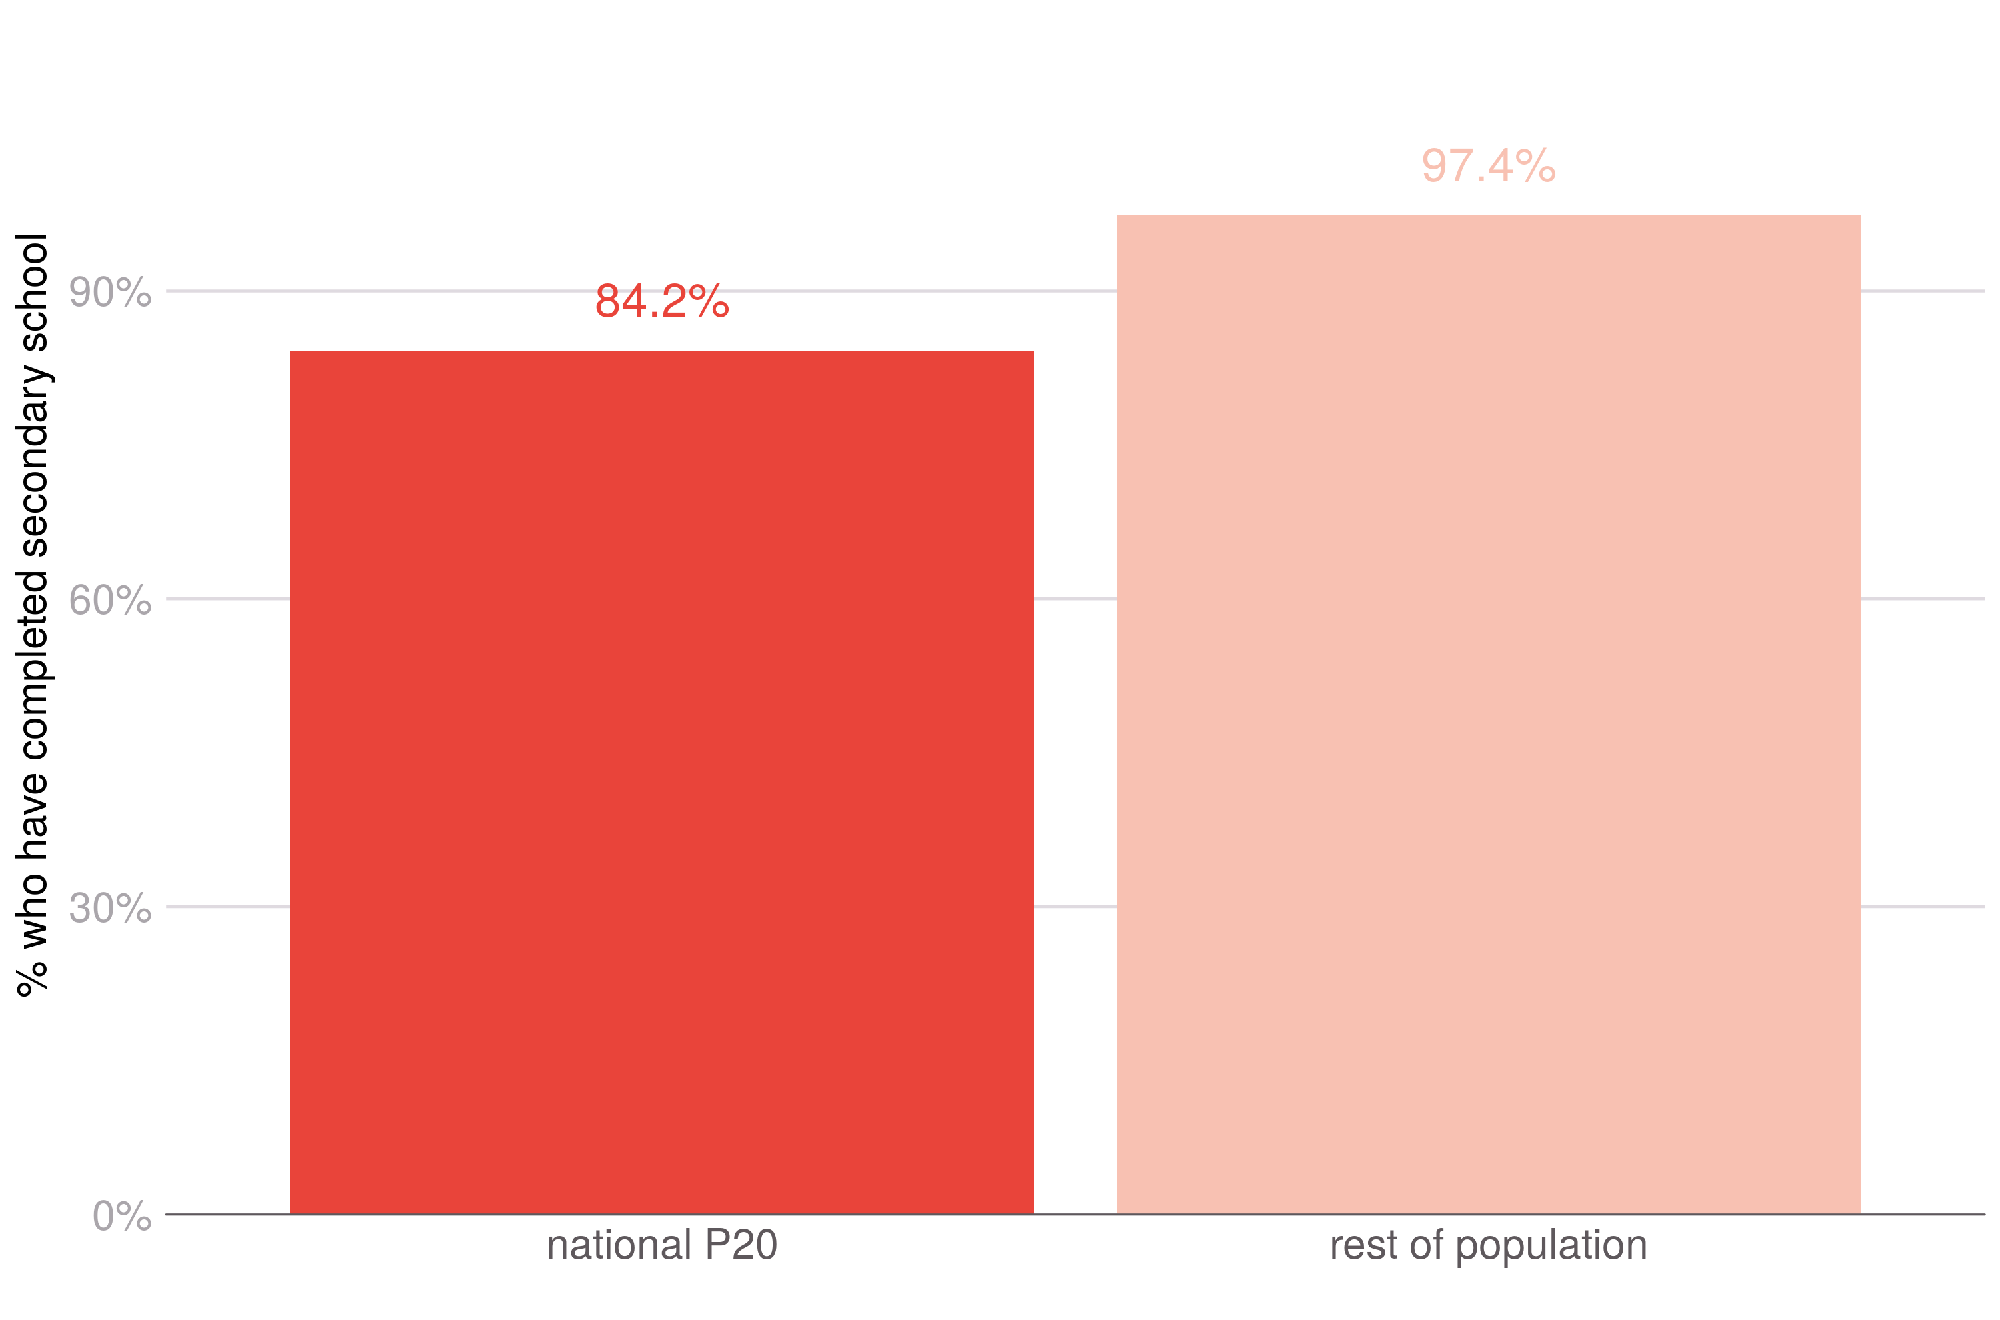 % who have completed secondary school
97.4%
90%
84.2%
60%
30%
0%
national P20
rest of population